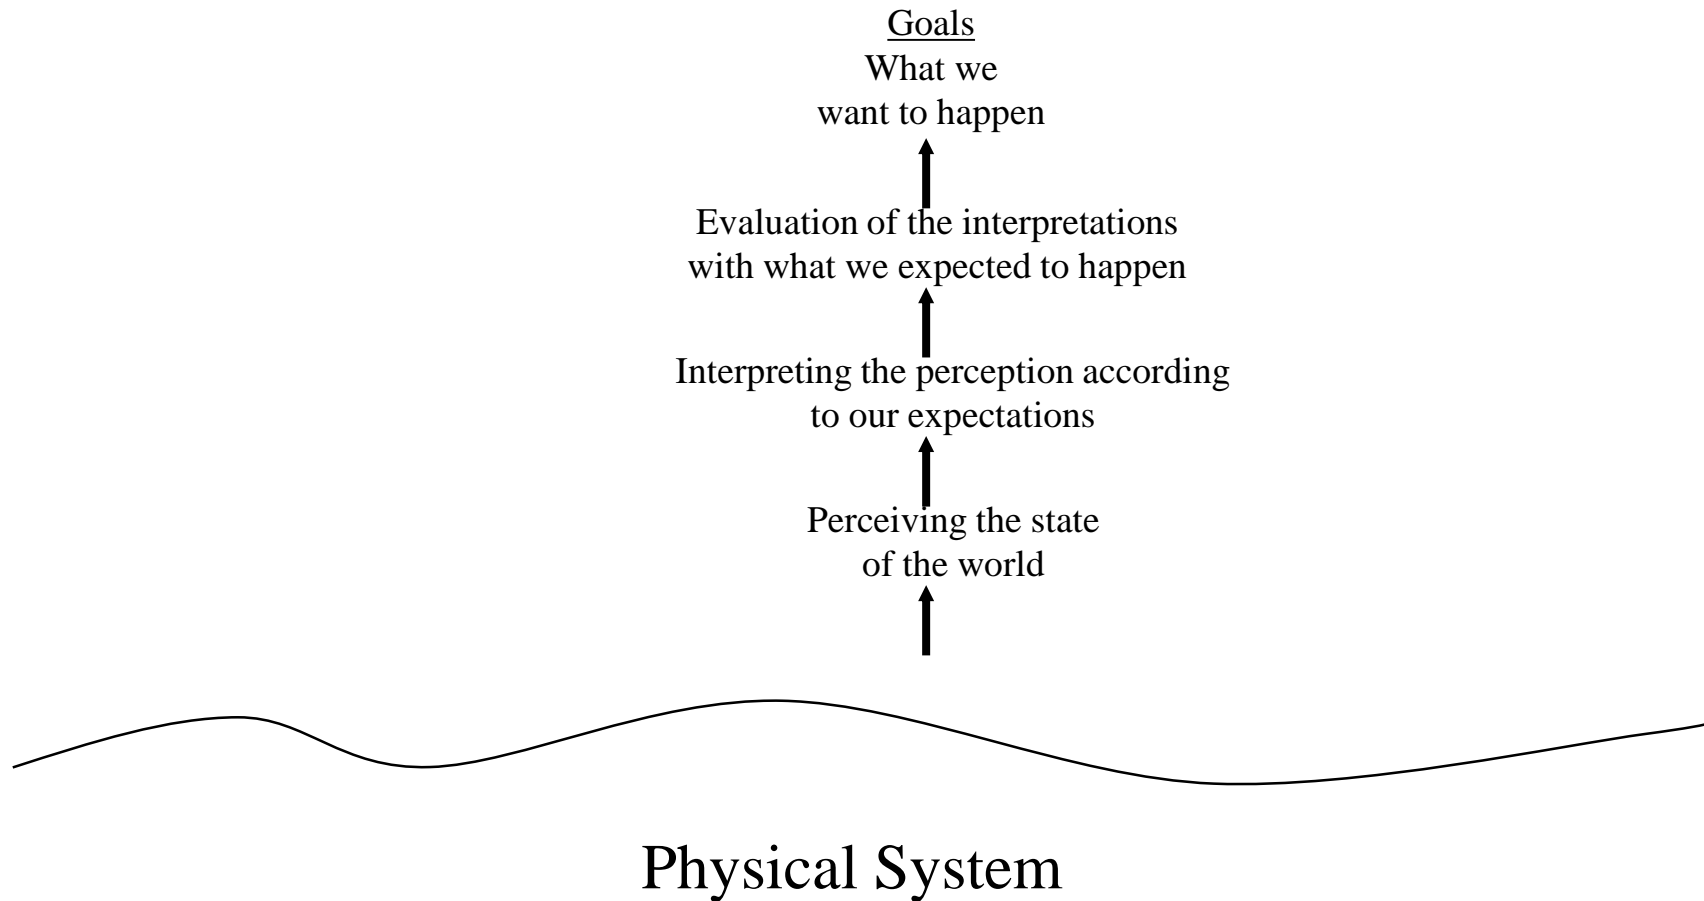 Goals
What we
want to happen
Evaluation of the interpretations
with what we expected to happen
Interpreting the perception according
to our expectations
Perceiving the state
of the world
Physical System